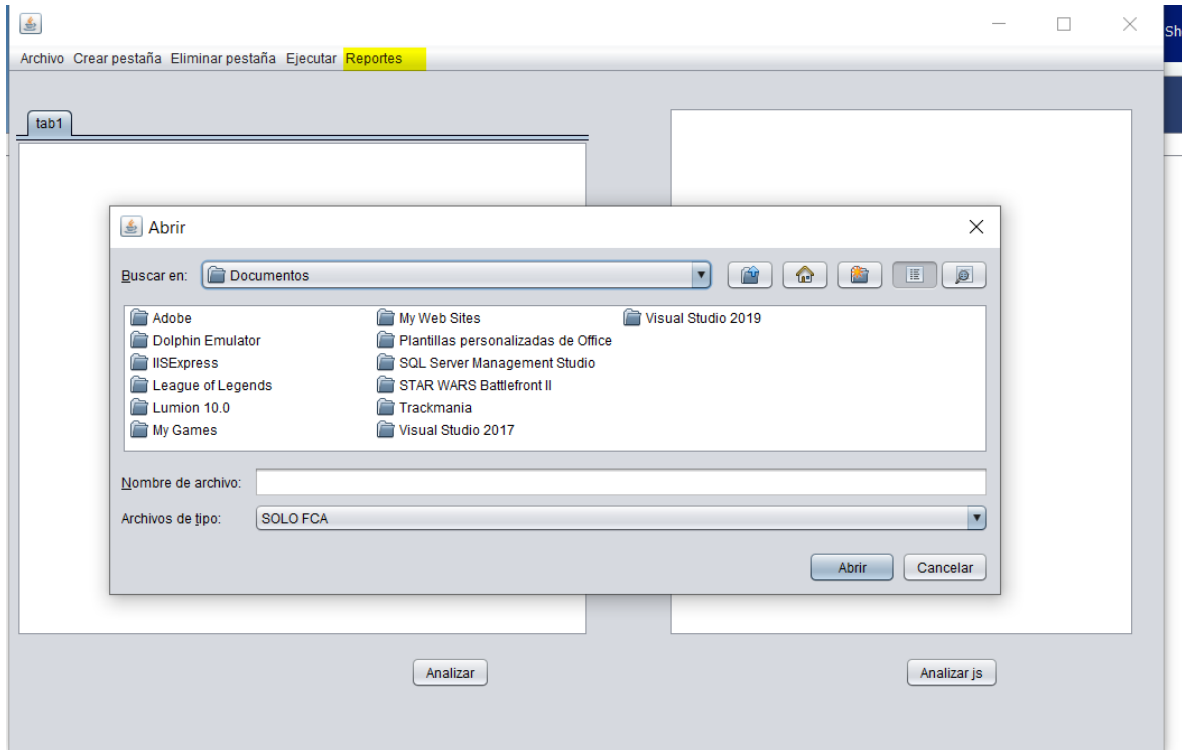 Sh
Archivo Crear pestaña Eliminar pestaña Ejecutar Reportes
tab1
Abrir
Buscar en: Documentos
Adobe My Web Sites Visual Studio 2019
Dolphin Emulator Plantillas personalizadas de Office
IISExpress SQL Server Management Studio
League of Legends STAR WARS Battlefront II
Lumion 10.0 Trackmania
My Games Visual Studio 2017
Nombre de archivo:
Archivos de tipo: SOLO FCA
Abrir Cancelar
Analizar Analizar js